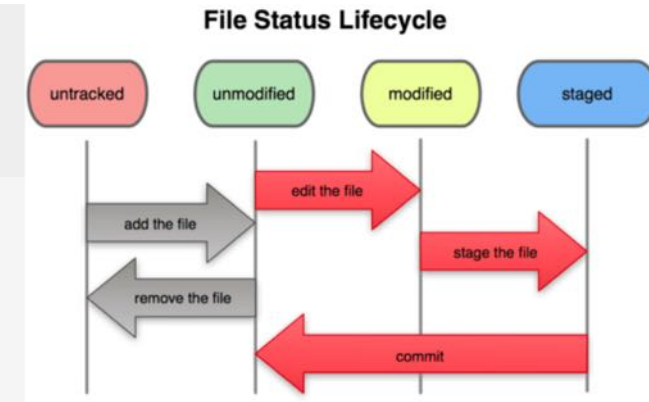 File Status Lifecycle
untracked unmodified modified staged
edit the file
add the file
stage the file
remove the file
commit